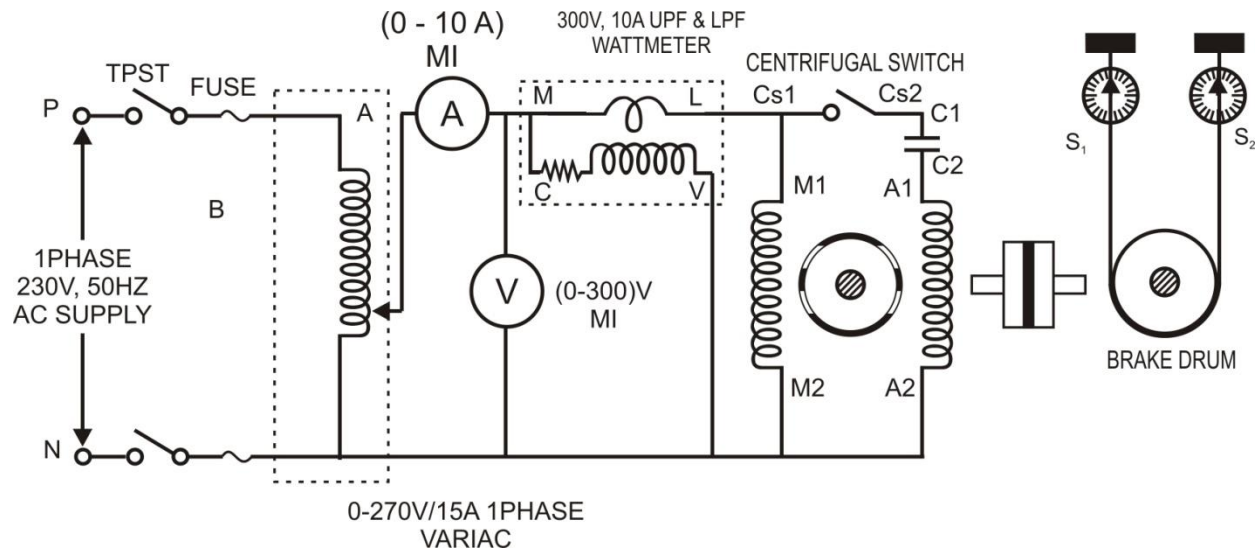 (0 - 10 A)
MI
300V, 10A UPF & LPF
WATTMETER
TPST
FUSE
CENTRIFUGAL SWITCH
P
A
A
M
L
Cs1
Cs2
C1
C2
S1
S2
C
V
M1
A1
B
1PHASE
230V, 50HZ
AC SUPPLY
V
(0-300)V
MI
BRAKE DRUM
M2
A2
N
0-270V/15A 1PHASE
VARIAC